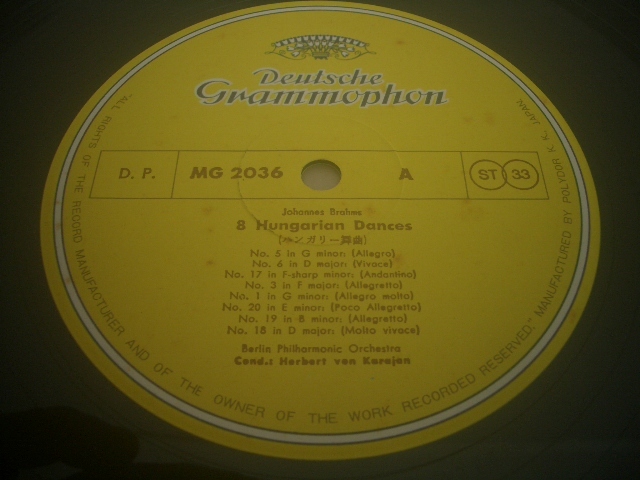 Deutsche
Grammophon
D. P. MG 2036 A ST 33
Johannes Brahms
8 Hungarian Dances
(ハンガリー舞曲)
No. 5 in G minor: (Allegro)
No. 6 in D major: (Vivace)
No. 17 in F-sharp minor: (Andantino)
No. 3 in F major: (Allegretto)
No. 1 in G minor: (Allegro molto)
No. 20 in E minor: (Poco Allegretto)
No. 19 in B minor: (Allegretto)
No. 18 in D major: (Molto vivace)
Berlin Philharmonic Orchestra
Cond.: Herbert von Karajan
"ALL RIGHTS OF THE RECORD MANUFACTURER AND OF THE OWNER OF THE WORK RECORDED RESERVED." MANUFACTURED BY POLYDOR K. K. JAPAN.